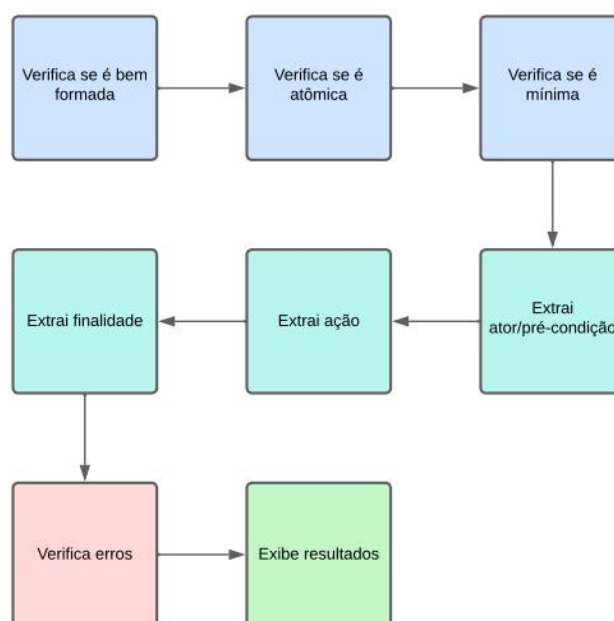 Verifica se é bem
formada
Verifica se é
atômica
Verifica se é
mínima
Extrai
ator/pré-condição
Extrai ação
Extrai finalidade
Verifica erros
Exibe resultados